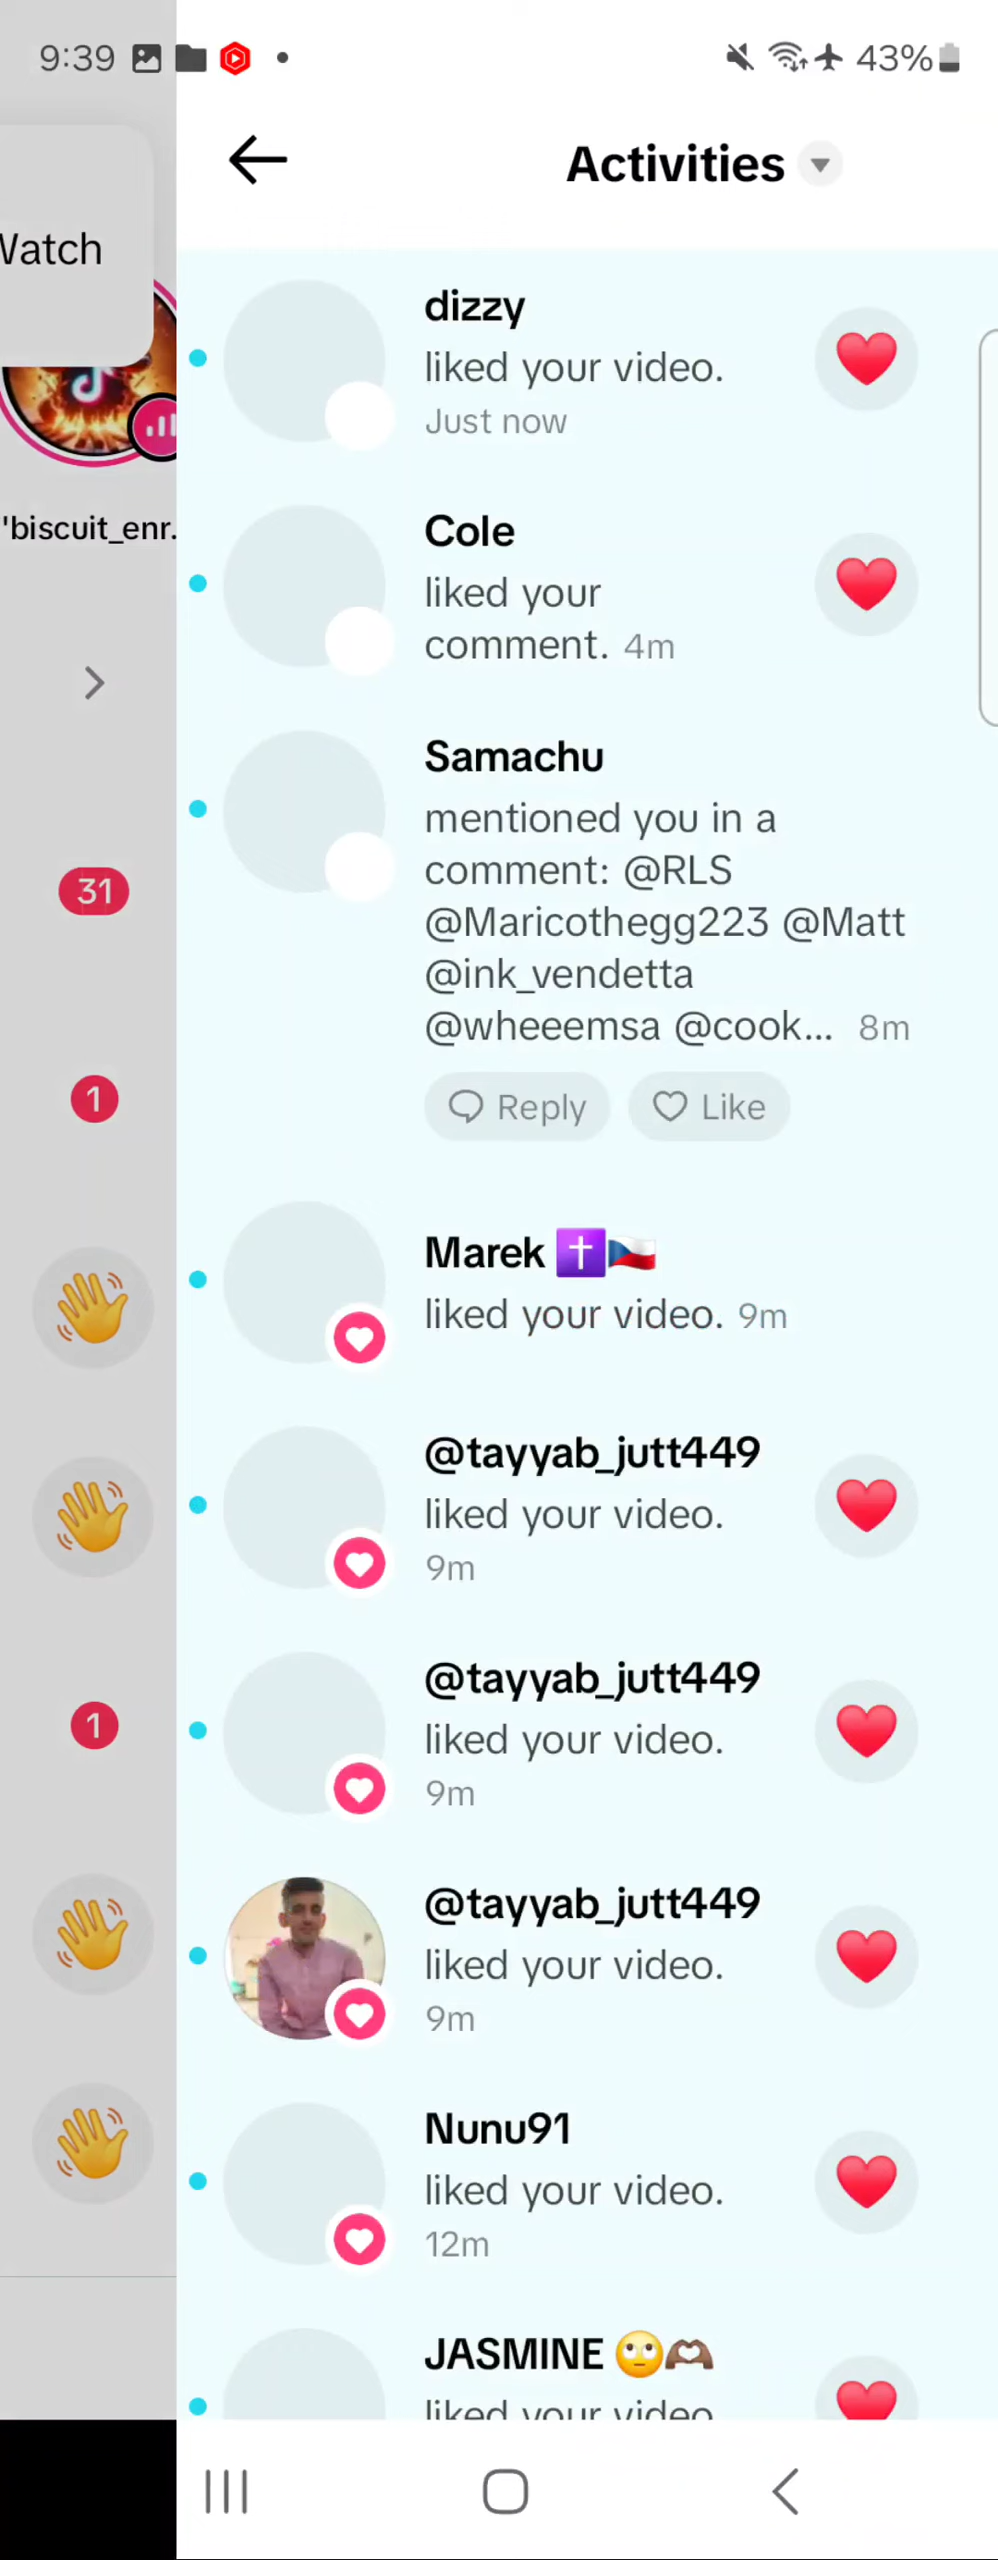 9:39
43%
Activities
Watch
dizzy
liked your video.
Just now
'biscuit_enr.
Cole
liked your
comment. 4m
Samachu
mentioned you in a
comment: @RLS
@Maricothegg223 @Matt
@ink_vendetta
@wheeemsa @cook... 8m
Reply
Like
31
1
Marek
liked your video. 9m
@tayyab_jutt449
liked your video.
9m
@tayyab_jutt449
liked your video.
9m
1
@tayyab_jutt449
liked your video.
9m
Nunu91
liked your video.
12m
JASMINE
liked your video